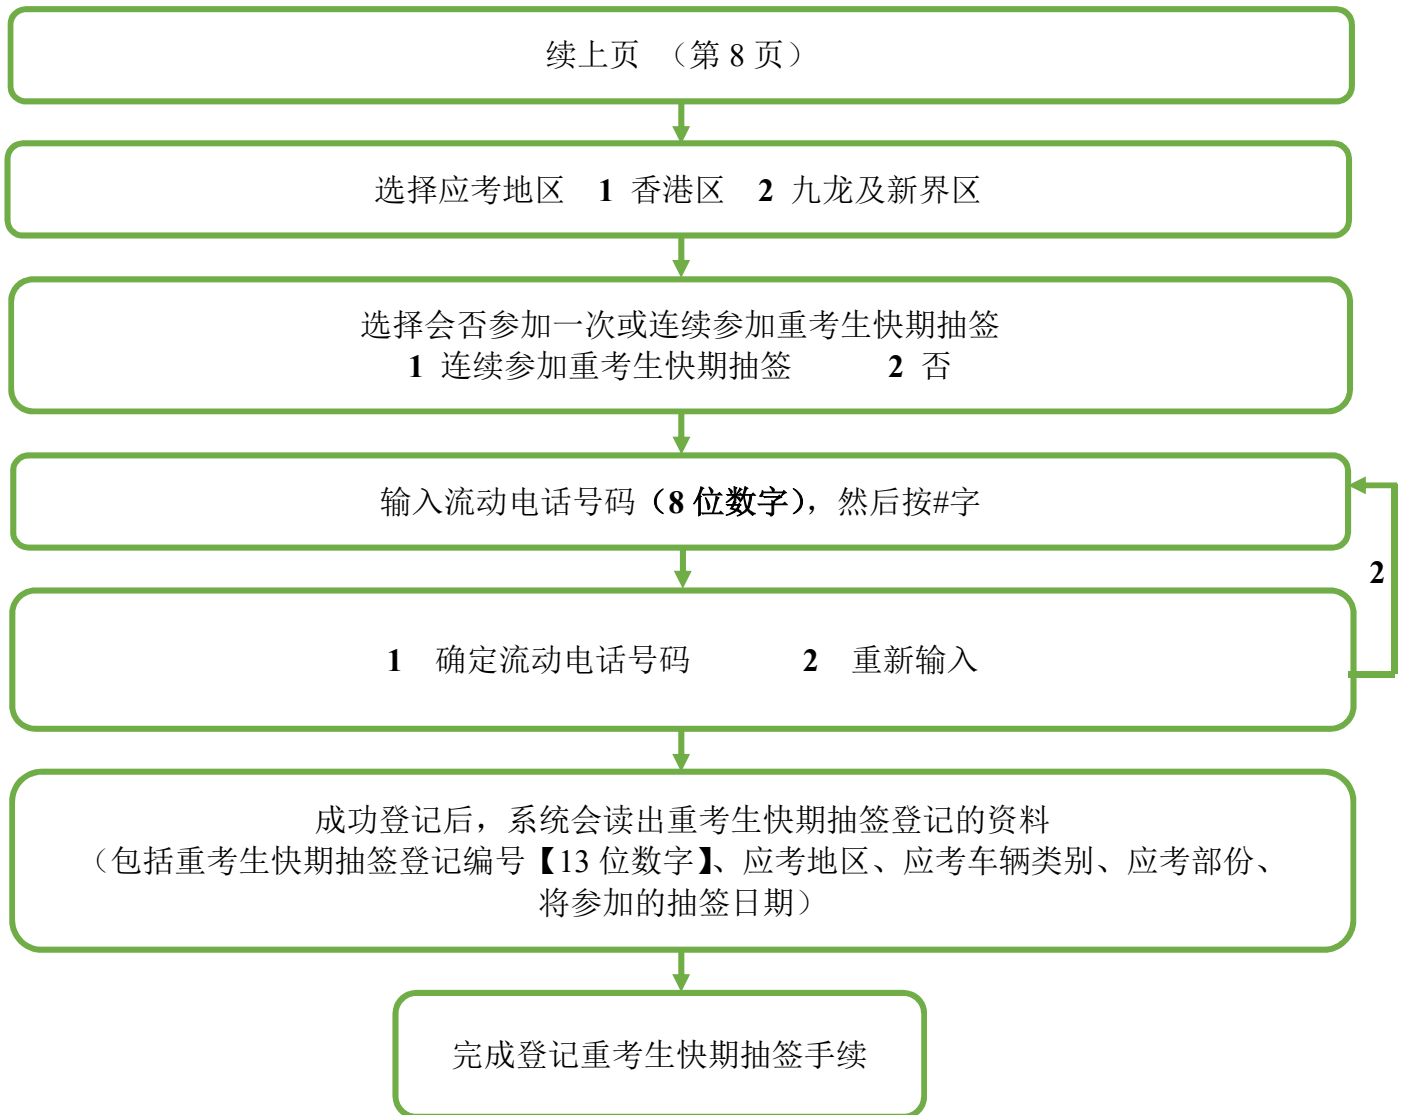 续上页 （第 8 页）
选择应考地区 1 香港区 2 九龙及新界区
选择会否参加一次或连续参加重考生快期抽签
1 连续参加重考生快期抽签 2 否
输入流动电话号码（8 位数字），然后按#字
2
1 确定流动电话号码 2 重新输入
成功登记后，系统会读出重考生快期抽签登记的资料
（包括重考生快期抽签登记编号【13 位数字】、应考地区、应考车辆类别、应考部份、
将参加的抽签日期）
完成登记重考生快期抽签手续